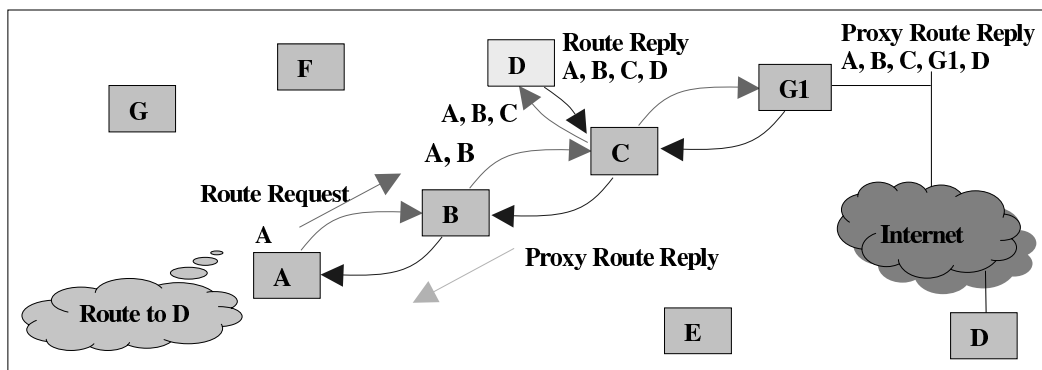 Proxy Route Reply
A, B, C, G1, D
Route Reply
A, B, C, D
F
D
G
G1
A, B, C
A, B
C
Route Request
B
A
Internet
A
Proxy Route Reply
Route to D
E
D